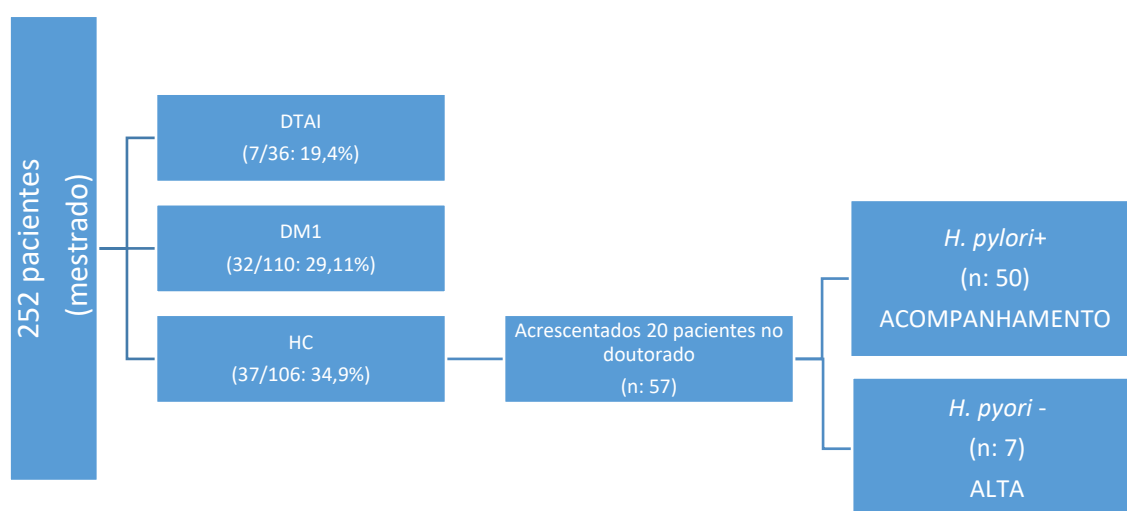 252 pacientes
(mestrado)
DTAI
(7/36: 19,4%)
DM1
(32/110: 29,11%)
HC
(37/106: 34,9%)
Acrescentados 20 pacientes no
doutorado
(n: 57)
H. pylori+
(n: 50)
ACOMPANHAMENTO
H. pyori -
(n: 7)
ALTA